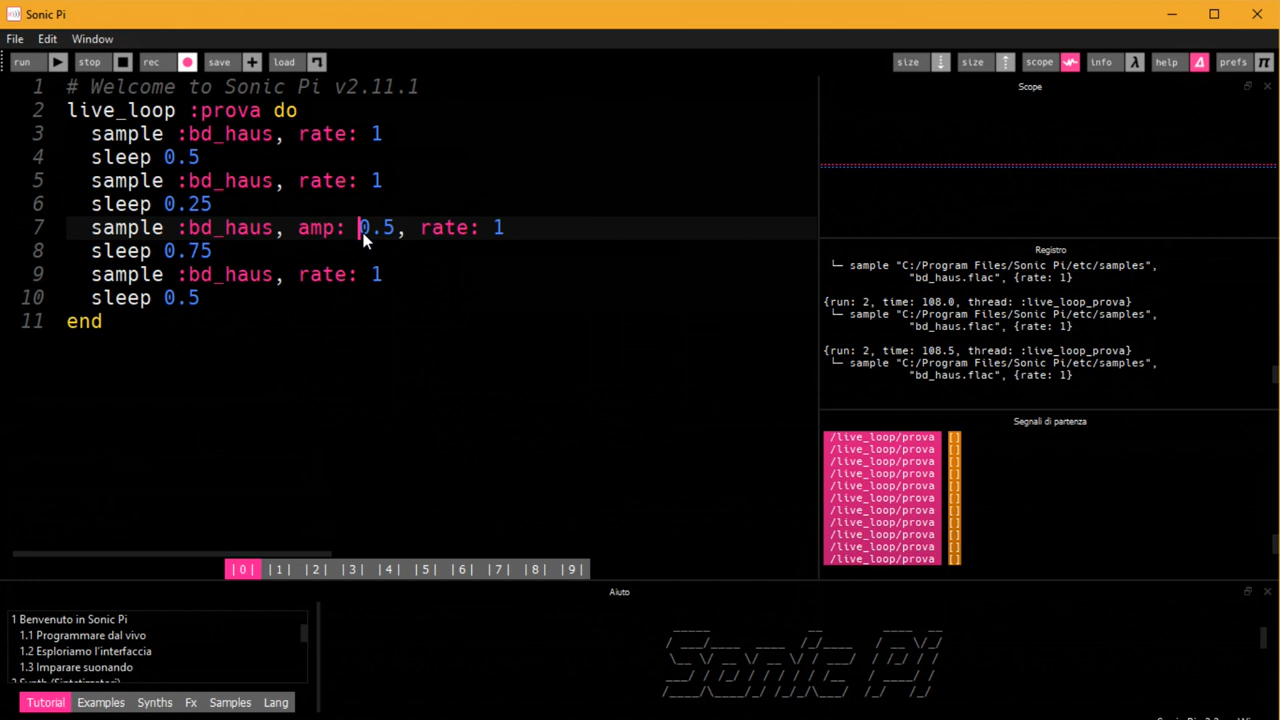 Sonic Pi
File Edit Window
run stop rec save load size size scope info help prefs
1 # Welcome to Sonic Pi v2.11.1
2 live_loop :prova do
3 sample :bd_haus, rate: 1
4 sleep 0.5
5 sample :bd_haus, rate: 1
6 sleep 0.25
7 sample :bd_haus, amp: 0.5, rate: 1
8 sleep 0.75
9 sample :bd_haus, rate: 1
10 sleep 0.5
11 end
|0| |1| |2| |3| |4| |5| |6| |7| |8| |9|
Scope
Registro
└─ sample "C:/Program Files/Sonic Pi/etc/samples",
"bd_haus.flac", {rate: 1}
{run: 2, time: 108.0, thread: :live_loop_prova}
└─ sample "C:/Program Files/Sonic Pi/etc/samples",
"bd_haus.flac", {rate: 1}
{run: 2, time: 108.5, thread: :live_loop_prova}
└─ sample "C:/Program Files/Sonic Pi/etc/samples",
"bd_haus.flac", {rate: 1}
Segnali di partenza
/live_loop/prova []
/live_loop/prova []
/live_loop/prova []
/live_loop/prova []
/live_loop/prova []
/live_loop/prova []
/live_loop/prova []
/live_loop/prova []
/live_loop/prova []
/live_loop/prova []
/live_loop/prova []
Aiuto
1 Benvenuto in Sonic Pi
1.1 Programmare dal vivo
1.2 Esploriamo l'interfaccia
1.3 Imparare suonando
2 Synth (Sintetizzatori)
Tutorial Examples Synths Fx Samples Lang
Sonic Pi